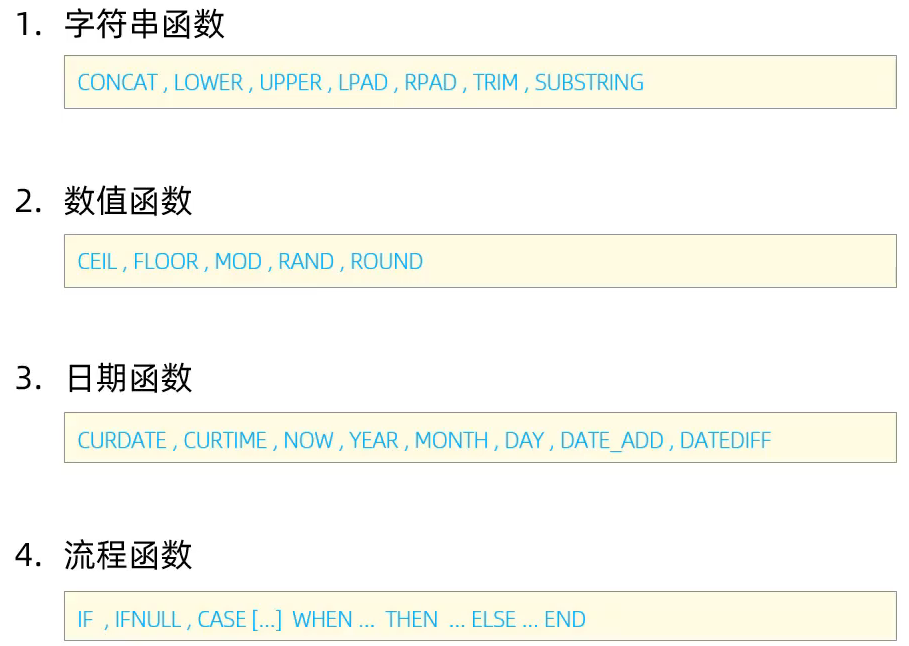 1. 字符串函数
CONCAT , LOWER , UPPER , LPAD , RPAD , TRIM , SUBSTRING
2. 数值函数
CEIL , FLOOR , MOD , RAND , ROUND
3. 日期函数
CURDATE , CURTIME , NOW , YEAR , MONTH , DAY , DATE_ADD , DATEDIFF
4. 流程函数
IF , IFNULL , CASE [...] WHEN ... THEN ... ELSE ... END